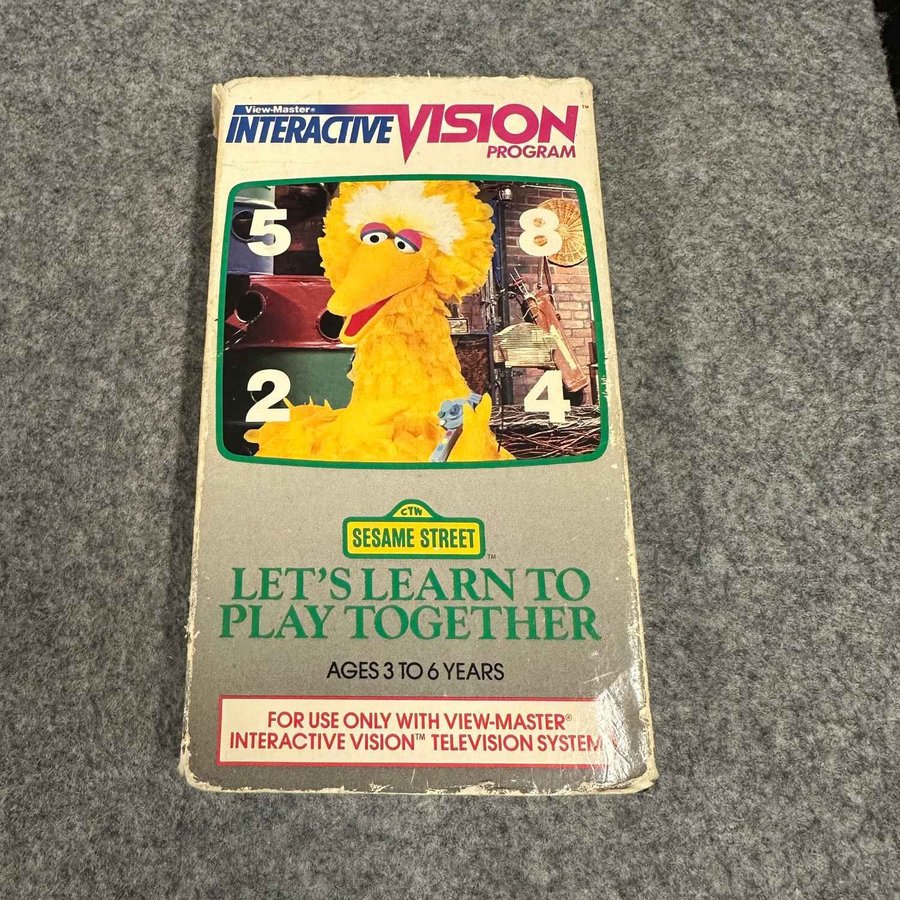 View-Master®
INTERACTIVE VISION™
PROGRAM
5 8
2 4
CTW
SESAME STREET™
LET'S LEARN TO
PLAY TOGETHER
AGES 3 TO 6 YEARS
FOR USE ONLY WITH VIEW-MASTER®
INTERACTIVE VISION™ TELEVISION SYSTEM